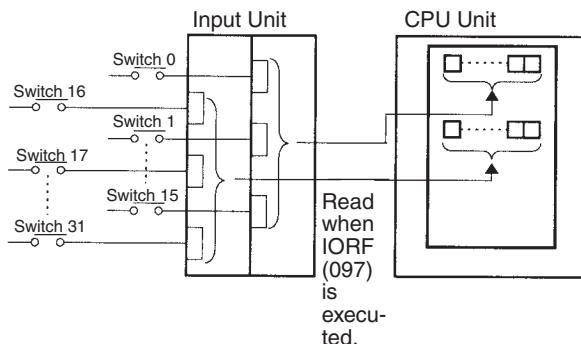 Input Unit
CPU Unit
Switch 0
Switch 16
Switch 1
Switch 17
Switch 15
Switch 31
Read
when
IORF
(097)
is
execu-
ted.